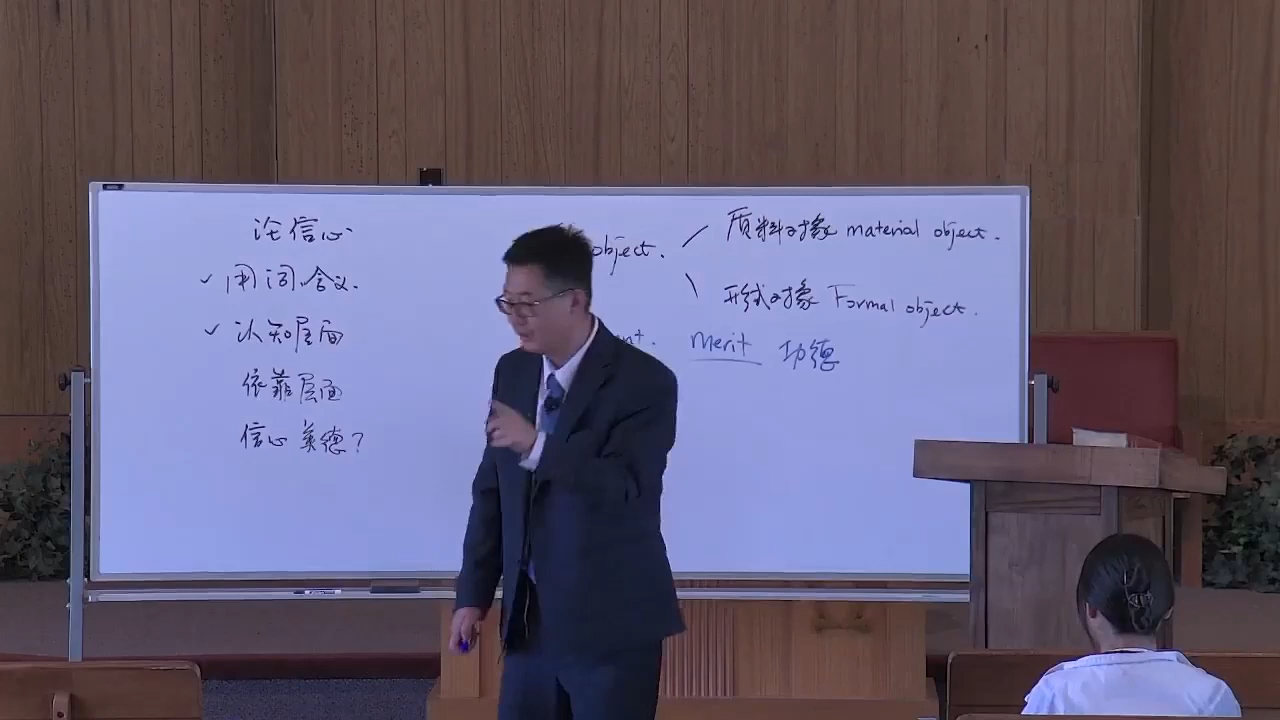 论信心
✓ 用词含义.
✓ 认知层面
依靠层面
信心美德?
object.
质料对象 material object.
形式对象 Formal object.
merit 功德